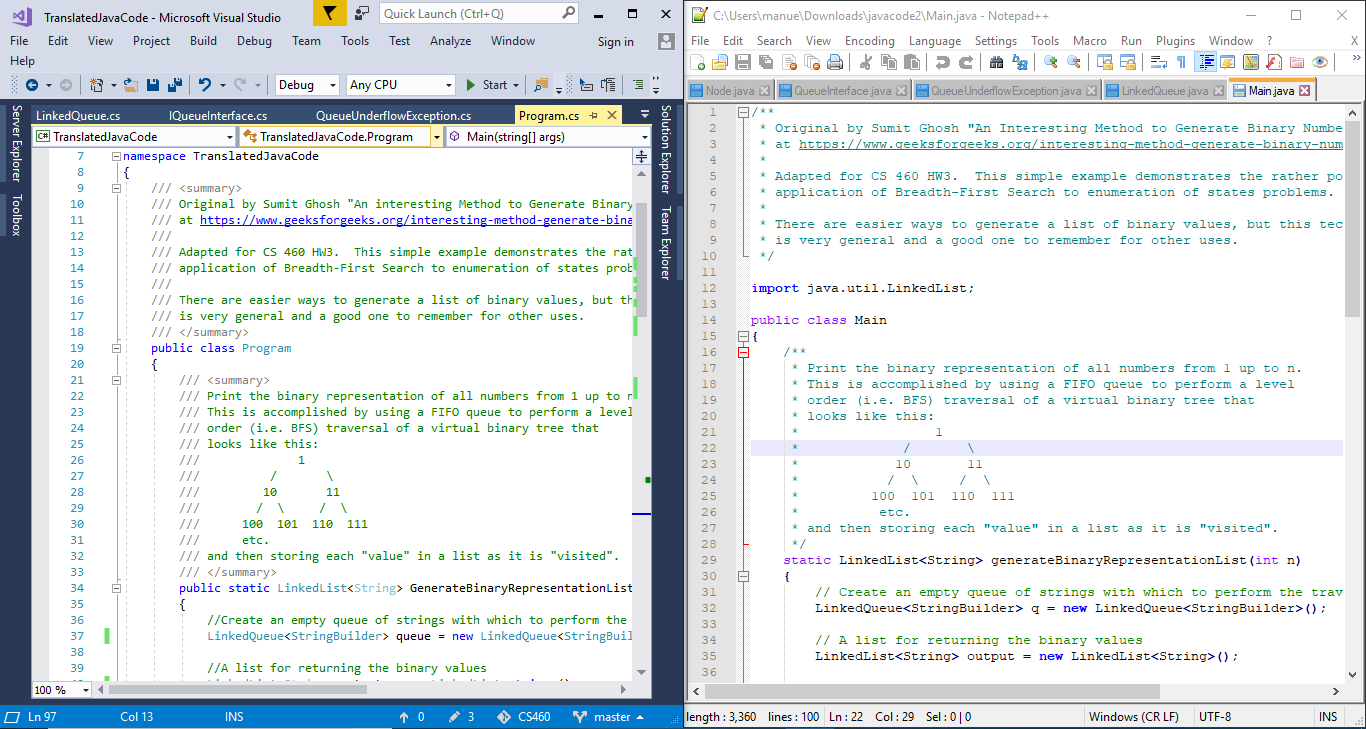 TranslatedJavaCode - Microsoft Visual Studio
Quick Launch (Ctrl+Q)
File Edit View Project Build Debug Team Tools Test Analyze Window Sign in
Help
Debug Any CPU Start
LinkedQueue.cs IQueueInterface.cs QueueUnderflowException.cs Program.cs
C# TranslatedJavaCode TranslatedJavaCode.Program Main(string[] args)
Server Explorer
Toolbox
7 namespace TranslatedJavaCode
8 {
9 /// <summary>
10 /// Original by Sumit Ghosh "An interesting Method to Generate Binary
11 /// at https://www.geeksforgeeks.org/interesting-method-generate-bina
12 ///
13 /// Adapted for CS 460 HW3.  This simple example demonstrates the rat
14 /// application of Breadth-First Search to enumeration of states prob
15 ///
16 /// There are easier ways to generate a list of binary values, but th
17 /// is very general and a good one to remember for other uses.
18 /// </summary>
19 public class Program
20 {
21 /// <summary>
22 /// Print the binary representation of all numbers from 1 up to n
23 /// This is accomplished by using a FIFO queue to perform a level
24 /// order (i.e. BFS) traversal of a virtual binary tree that
25 /// looks like this:
26 /// 1
27 /// / \
28 /// 10 11
29 /// / \ / \
30 /// 100 101 110 111
31 /// etc.
32 /// and then storing each "value" in a list as it is "visited".
33 /// </summary>
34 public static LinkedList<String> GenerateBinaryRepresentationList
35 {
36 //Create an empty queue of strings with which to perform the
37 LinkedQueue<StringBuilder> queue = new LinkedQueue<StringBuil
38
39 //A list for returning the binary values
100 %
Solution Explorer
Team Explorer
Ln 97 Col 13 INS 0 3 CS460 master
C:\Users\manue\Downloads\javacode2\Main.java - Notepad++
File Edit Search View Encoding Language Settings Tools Macro Run Plugins Window ? X
Node.java QueueInterface.java QueueUnderflowException.java LinkedQueue.java Main.java
1 /**
2 * Original by Sumit Ghosh "An Interesting Method to Generate Binary Numbe
3 * at https://www.geeksforgeeks.org/interesting-method-generate-binary-num
4 *
5 * Adapted for CS 460 HW3.  This simple example demonstrates the rather po
6 * application of Breadth-First Search to enumeration of states problems.
7 *
8 * There are easier ways to generate a list of binary values, but this tec
9 * is very general and a good one to remember for other uses.
10 */
11
12 import java.util.LinkedList;
13
14 public class Main
15 {
16 /**
17 * Print the binary representation of all numbers from 1 up to n.
18 * This is accomplished by using a FIFO queue to perform a level
19 * order (i.e. BFS) traversal of a virtual binary tree that
20 * looks like this:
21 * 1
22 * / \
23 * 10 11
24 * / \ / \
25 * 100 101 110 111
26 * etc.
27 * and then storing each "value" in a list as it is "visited".
28 */
29 static LinkedList<String> generateBinaryRepresentationList(int n)
30 {
31 // Create an empty queue of strings with which to perform the trav
32 LinkedQueue<StringBuilder> q = new LinkedQueue<StringBuilder>();
33
34 // A list for returning the binary values
35 LinkedList<String> output = new LinkedList<String>();
36
length : 3,360 lines : 100 Ln : 22 Col : 29 Sel : 0 | 0 Windows (CR LF) UTF-8 INS